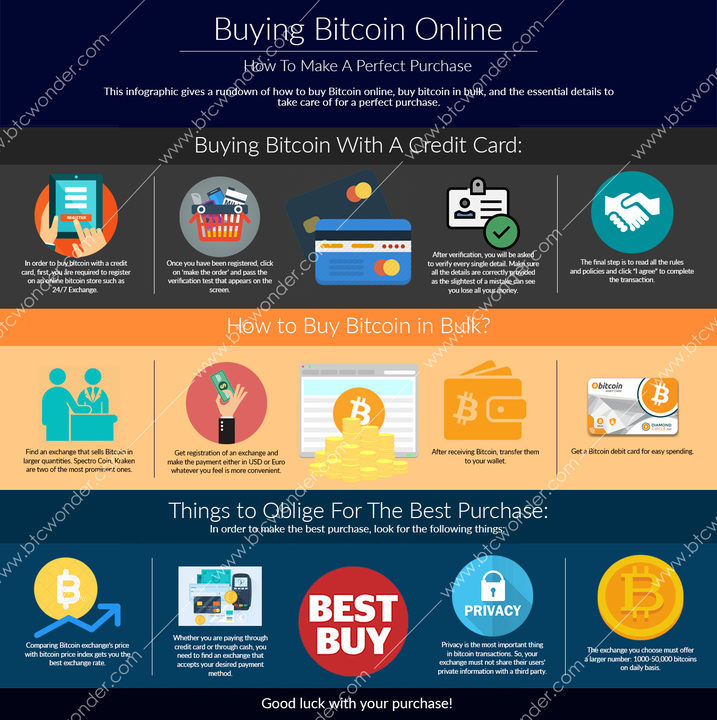 Buying Bitcoin Online
How To Make A Perfect Purchase
This infographic gives a rundown of how to buy Bitcoin online, buy bitcoin in bulk, and the essential details to
take care of for a perfect purchase.
Buying Bitcoin With A Credit Card:
REGISTER
In order to buy bitcoin with a credit
card, first, you are required to register
on an online bitcoin store such as
24/7 Exchange.
Once you have been registered, click
on 'make the order' and pass the
verification test that appears on the
screen.
After verification, you will be asked
to verify every single detail. Make sure
all the details are correctly provided
as the slightest of a mistake can see
you lose all your money.
The final step is to read all the rules
and policies and click "I agree" to complete
the transaction.
How to Buy Bitcoin in Bulk?
Find an exchange that sells Bitcoin in
larger quantities. Spectro Coin, Kraken
are two of the most prominent ones.
Get registration of an exchange and
make the payment either in USD or Euro
whatever you feel is more convenient.
After receiving Bitcoin, transfer them
to your wallet.
bitcoin
DIAMOND
Get a Bitcoin debit card for easy spending.
Things to Oblige For The Best Purchase:
In order to make the best purchase, look for the following things:
Comparing Bitcoin exchange's price
with bitcoin price index gets you the
best exchange rate.
Whether you are paying through
credit card or through cash, you
need to find an exchange that
accepts your desired payment
method.
BEST
BUY
PRIVACY
Privacy is the most important thing
in bitcoin transactions. So, your
exchange must not share their users'
private information with a third party.
The exchange you choose must offer
a larger number: 1000-50,000 bitcoins
on daily basis.
Good luck with your purchase!
www.btcwonder.com